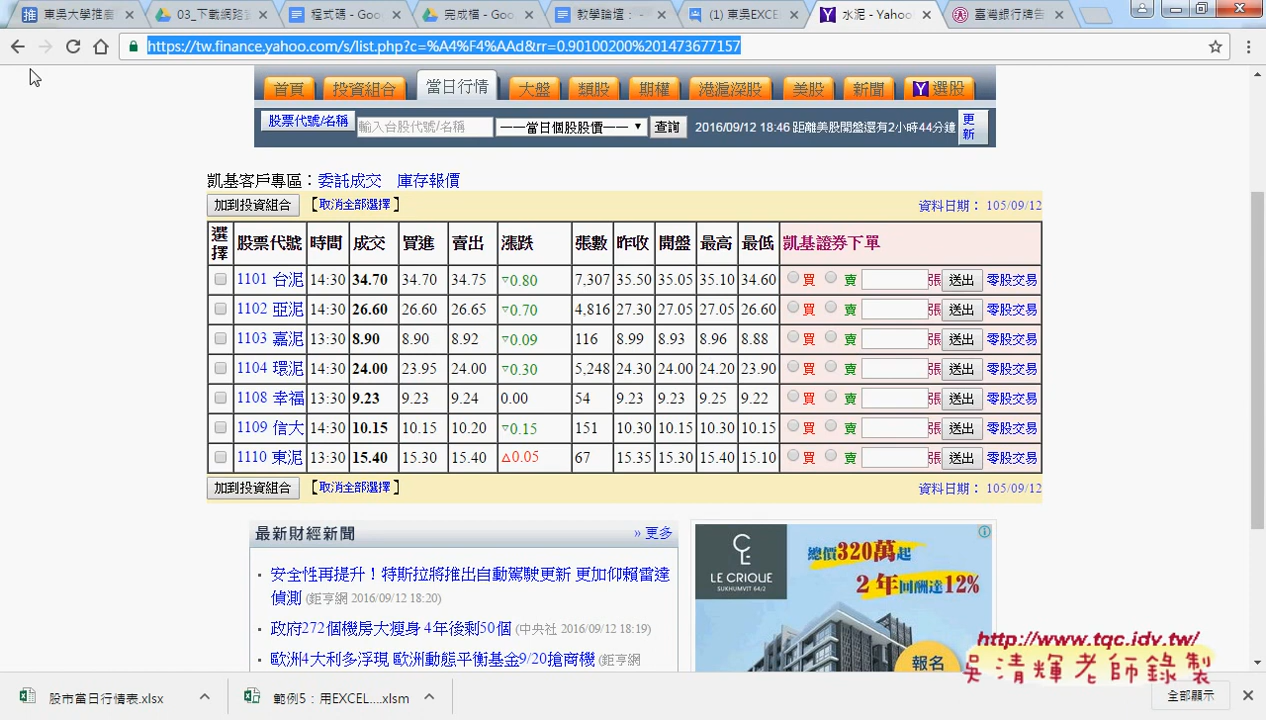 東吳大學推廣
03_下載網路資
程式碼 - Goo
完成檔 - Goo
教學論壇： -
(1) 東吳EXCE
水泥 - Yahoo
臺灣銀行牌告
https://tw.finance.yahoo.com/s/list.php?c=%A4%F4%AAd&rr=0.90100200%201473677157
首頁 投資組合 當日行情 大盤 類股 期權 港滬深股 美股 新聞 Y 選股
股票代號/名稱 輸入台股代號/名稱 ——當日個股股價—— 查詢 2016/09/12 18:46 距離美股開盤還有2小時44分鐘 更新
凱基客戶專區：委託成交 庫存報價
加到投資組合 【取消全部選擇】 資料日期： 105/09/12
選擇 股票代號 時間 成交 買進 賣出 漲跌 張數 昨收 開盤 最高 最低 凱基證券下單
1101 台泥 14:30 34.70 34.70 34.75 ▽0.80 7,307 35.50 35.05 35.10 34.60 買 賣 張 送出 零股交易
1102 亞泥 14:30 26.60 26.60 26.65 ▽0.70 4,816 27.30 27.05 27.05 26.60 買 賣 張 送出 零股交易
1103 嘉泥 13:30 8.90 8.90 8.92 ▽0.09 116 8.99 8.93 8.96 8.88 買 賣 張 送出 零股交易
1104 環泥 14:30 24.00 23.95 24.00 ▽0.30 5,248 24.30 24.00 24.20 23.90 買 賣 張 送出 零股交易
1108 幸福 13:30 9.23 9.23 9.24 0.00 54 9.23 9.23 9.25 9.22 買 賣 張 送出 零股交易
1109 信大 14:30 10.15 10.15 10.20 ▽0.15 151 10.30 10.15 10.30 10.15 買 賣 張 送出 零股交易
1110 東泥 13:30 15.40 15.30 15.40 △0.05 67 15.35 15.30 15.40 15.10 買 賣 張 送出 零股交易
加到投資組合 【取消全部選擇】 資料日期： 105/09/12
最新財經新聞 » 更多
‧ 安全性再提升！特斯拉將推出自動駕駛更新 更加仰賴雷達
偵測 (鉅亨網 2016/09/12 18:20)
‧ 政府272個機房大瘦身 4年後剩50個 (中央社 2016/09/12 18:19)
‧ 歐洲4大利多浮現 歐洲動態平衡基金9/20搶商機 (鉅亨網
LE CRIQUE
SUKHUMVIT 64/2
總價320萬起
2 年回酬達12%
報名
http://www.tqc.idv.tw/
吳清輝老師錄製
股市當日行情表.xlsx
範例5：用EXCEL....xlsm
全部顯示